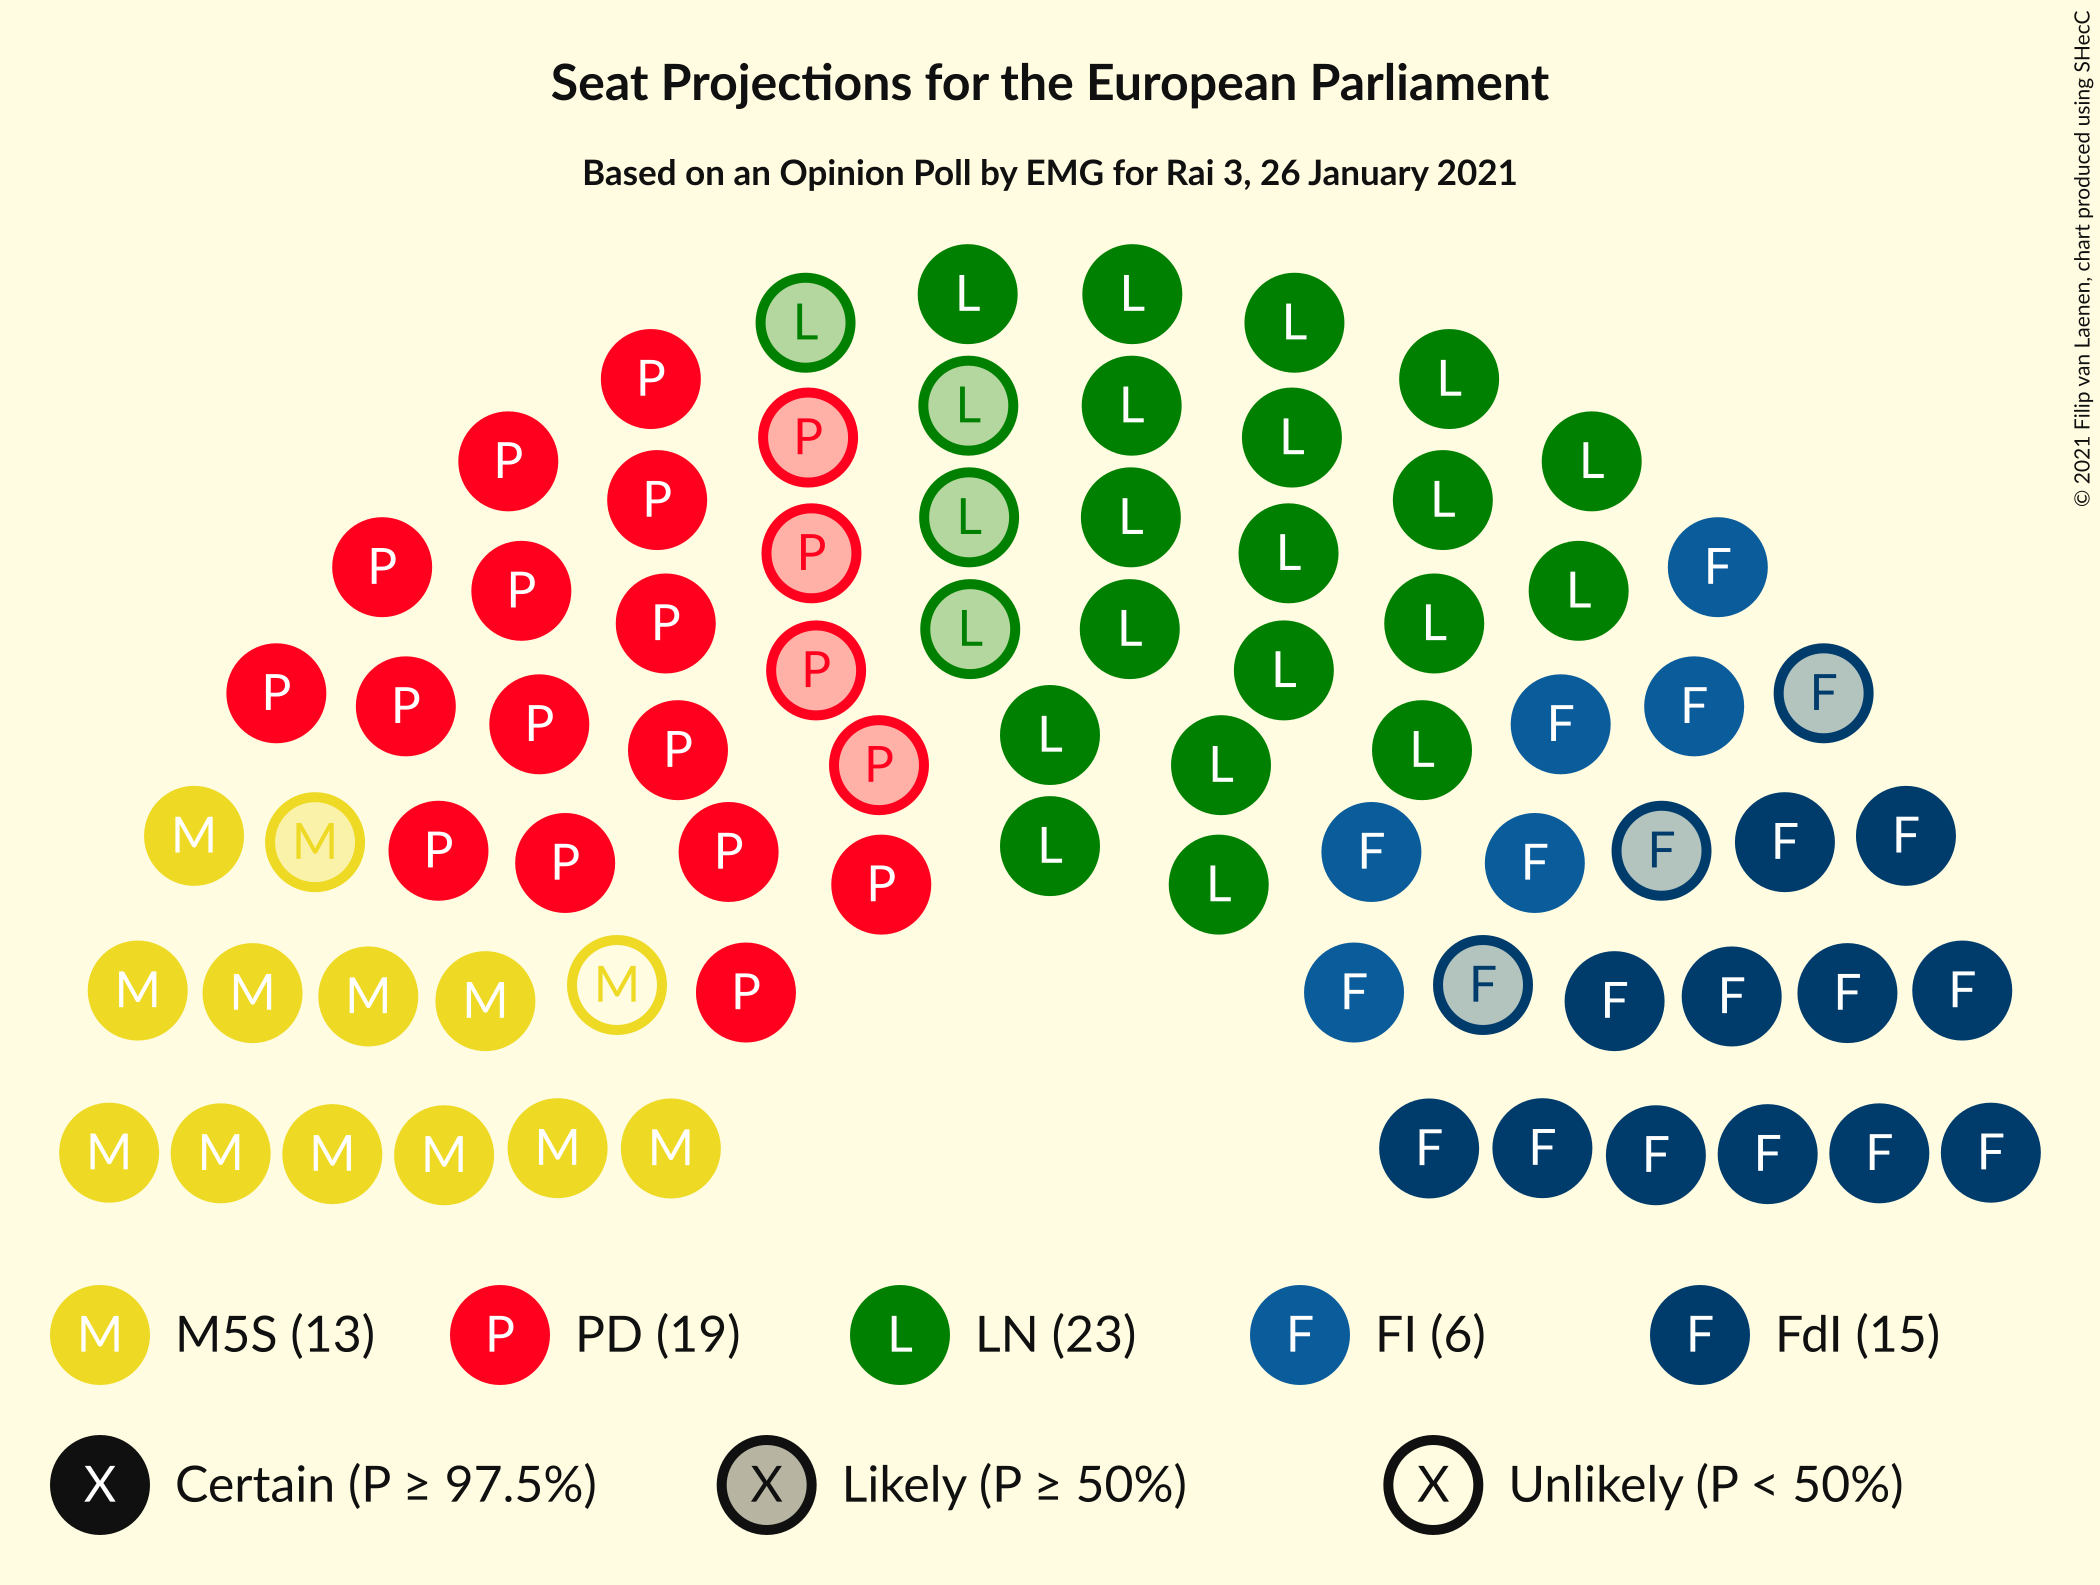 Seat Projections for the European Parliament
Based on an Opinion Poll by EMG for Rai 3, 26 January 2021
© 2021 Filip van Laenen, chart produced using SHecC
L L
L L
P L
L L
P L
P L
P L
P L
L L
P L
P F
P L
P L
P L
P L
P F
P P
L F
F F
P P
L F
P L
P L
M F
M P
F F
P P
P F
P L
P L
M M M M M P
F F F F F F
M M M M M M
F F F F F F
M M5S (13)
P PD (19)
L LN (23)
F FI (6)
F FdI (15)
X Certain (P ≥ 97.5%)
X Likely (P ≥ 50%)
X Unlikely (P < 50%)